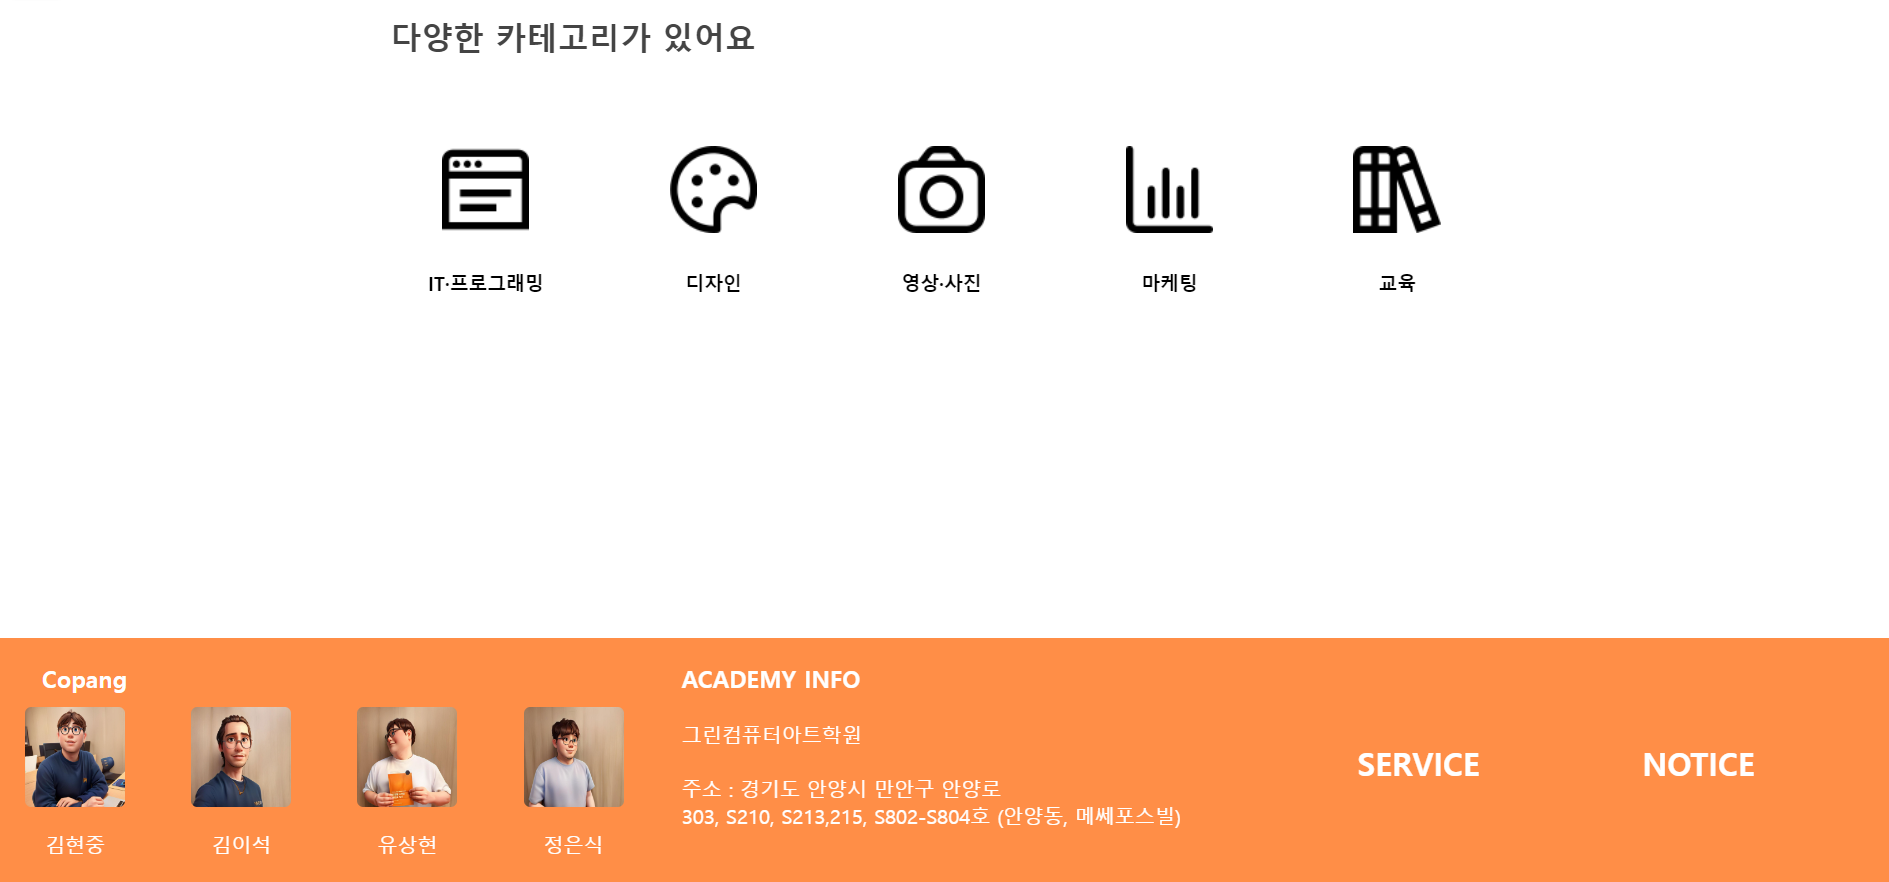 다양한 카테고리가 있어요
IT·프로그래밍
디자인
영상·사진
마케팅
교육
Copang
김현중
김이석
유상현
정은식
ACADEMY INFO
그린컴퓨터아트학원
주소 : 경기도 안양시 만안구 안양로
303, S210, S213,215, S802-S804호 (안양동, 메쎄포스빌)
SERVICE
NOTICE